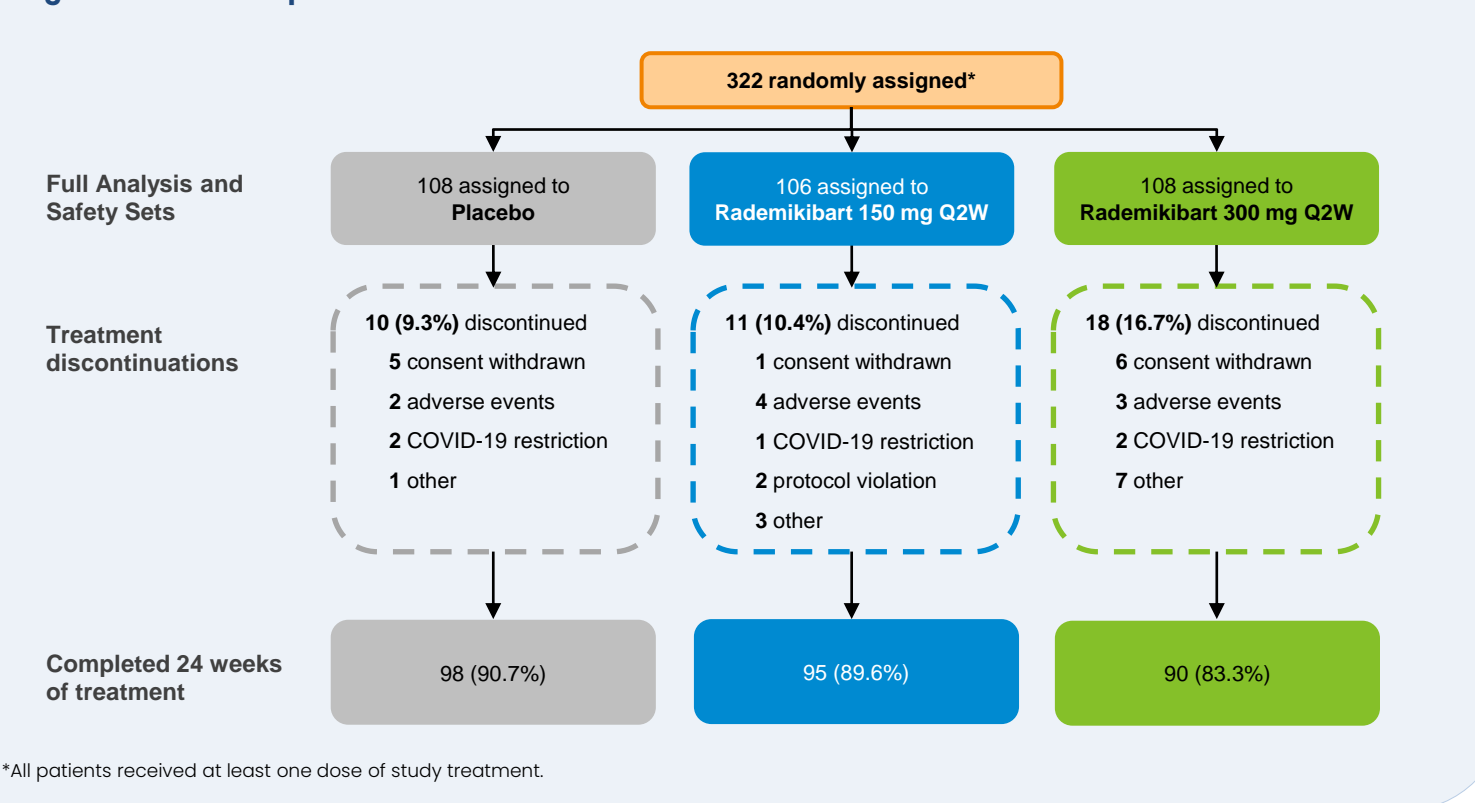 322 randomly assigned*
Full Analysis and
Safety Sets
108 assigned to
Placebo
106 assigned to
Rademikibart 150 mg Q2W
108 assigned to
Rademikibart 300 mg Q2W
Treatment
discontinuations
10 (9.3%) discontinued
5 consent withdrawn
2 adverse events
2 COVID-19 restriction
1 other
11 (10.4%) discontinued
1 consent withdrawn
4 adverse events
1 COVID-19 restriction
2 protocol violation
3 other
18 (16.7%) discontinued
6 consent withdrawn
3 adverse events
2 COVID-19 restriction
7 other
Completed 24 weeks
of treatment
98 (90.7%)
95 (89.6%)
90 (83.3%)
*All patients received at least one dose of study treatment.